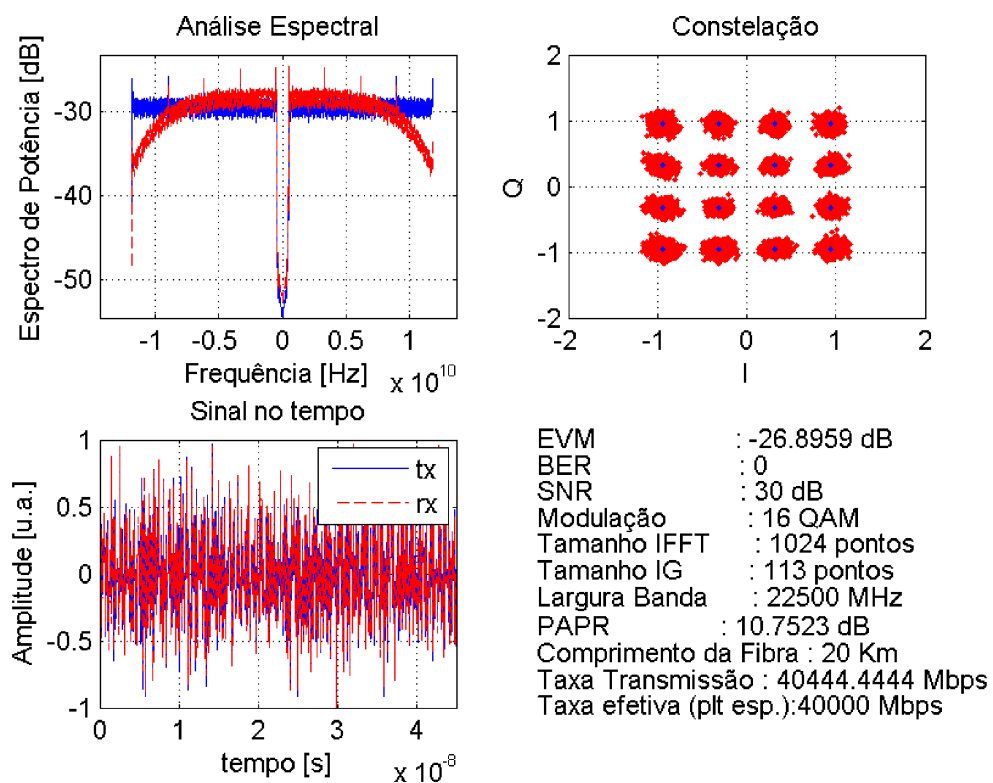 Análise Espectral
Espectro de Potência [dB]
-30
-40
-50
-1
-0.5
0
0.5
1
Frequência [Hz]
x 10^10
Constelação
Q
2
1
0
-1
-2
-2
-1
0
1
2
I
Sinal no tempo
Amplitude [u.a.]
1
0.5
0
-0.5
-1
tx
rx
0
1
2
3
4
tempo [s]
x 10^-8
EVM : -26.8959 dB
BER : 0
SNR : 30 dB
Modulação : 16 QAM
Tamanho IFFT : 1024 pontos
Tamanho IG : 113 pontos
Largura Banda : 22500 MHz
PAPR : 10.7523 dB
Comprimento da Fibra : 20 Km
Taxa Transmissão : 40444.4444 Mbps
Taxa efetiva (plt esp.):40000 Mbps